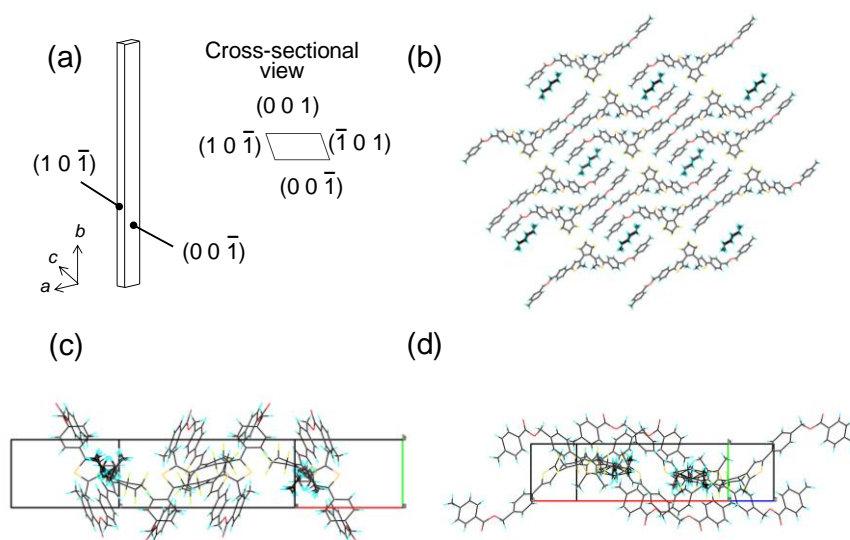 (a)
Cross-sectional
view
(0 0 1)
(1 0 1̅)
(1̅ 0 1)
(0 0 1̅)
(1 0 1̅)
(0 0 1̅)
b
c
a
(b)
(c)
(d)